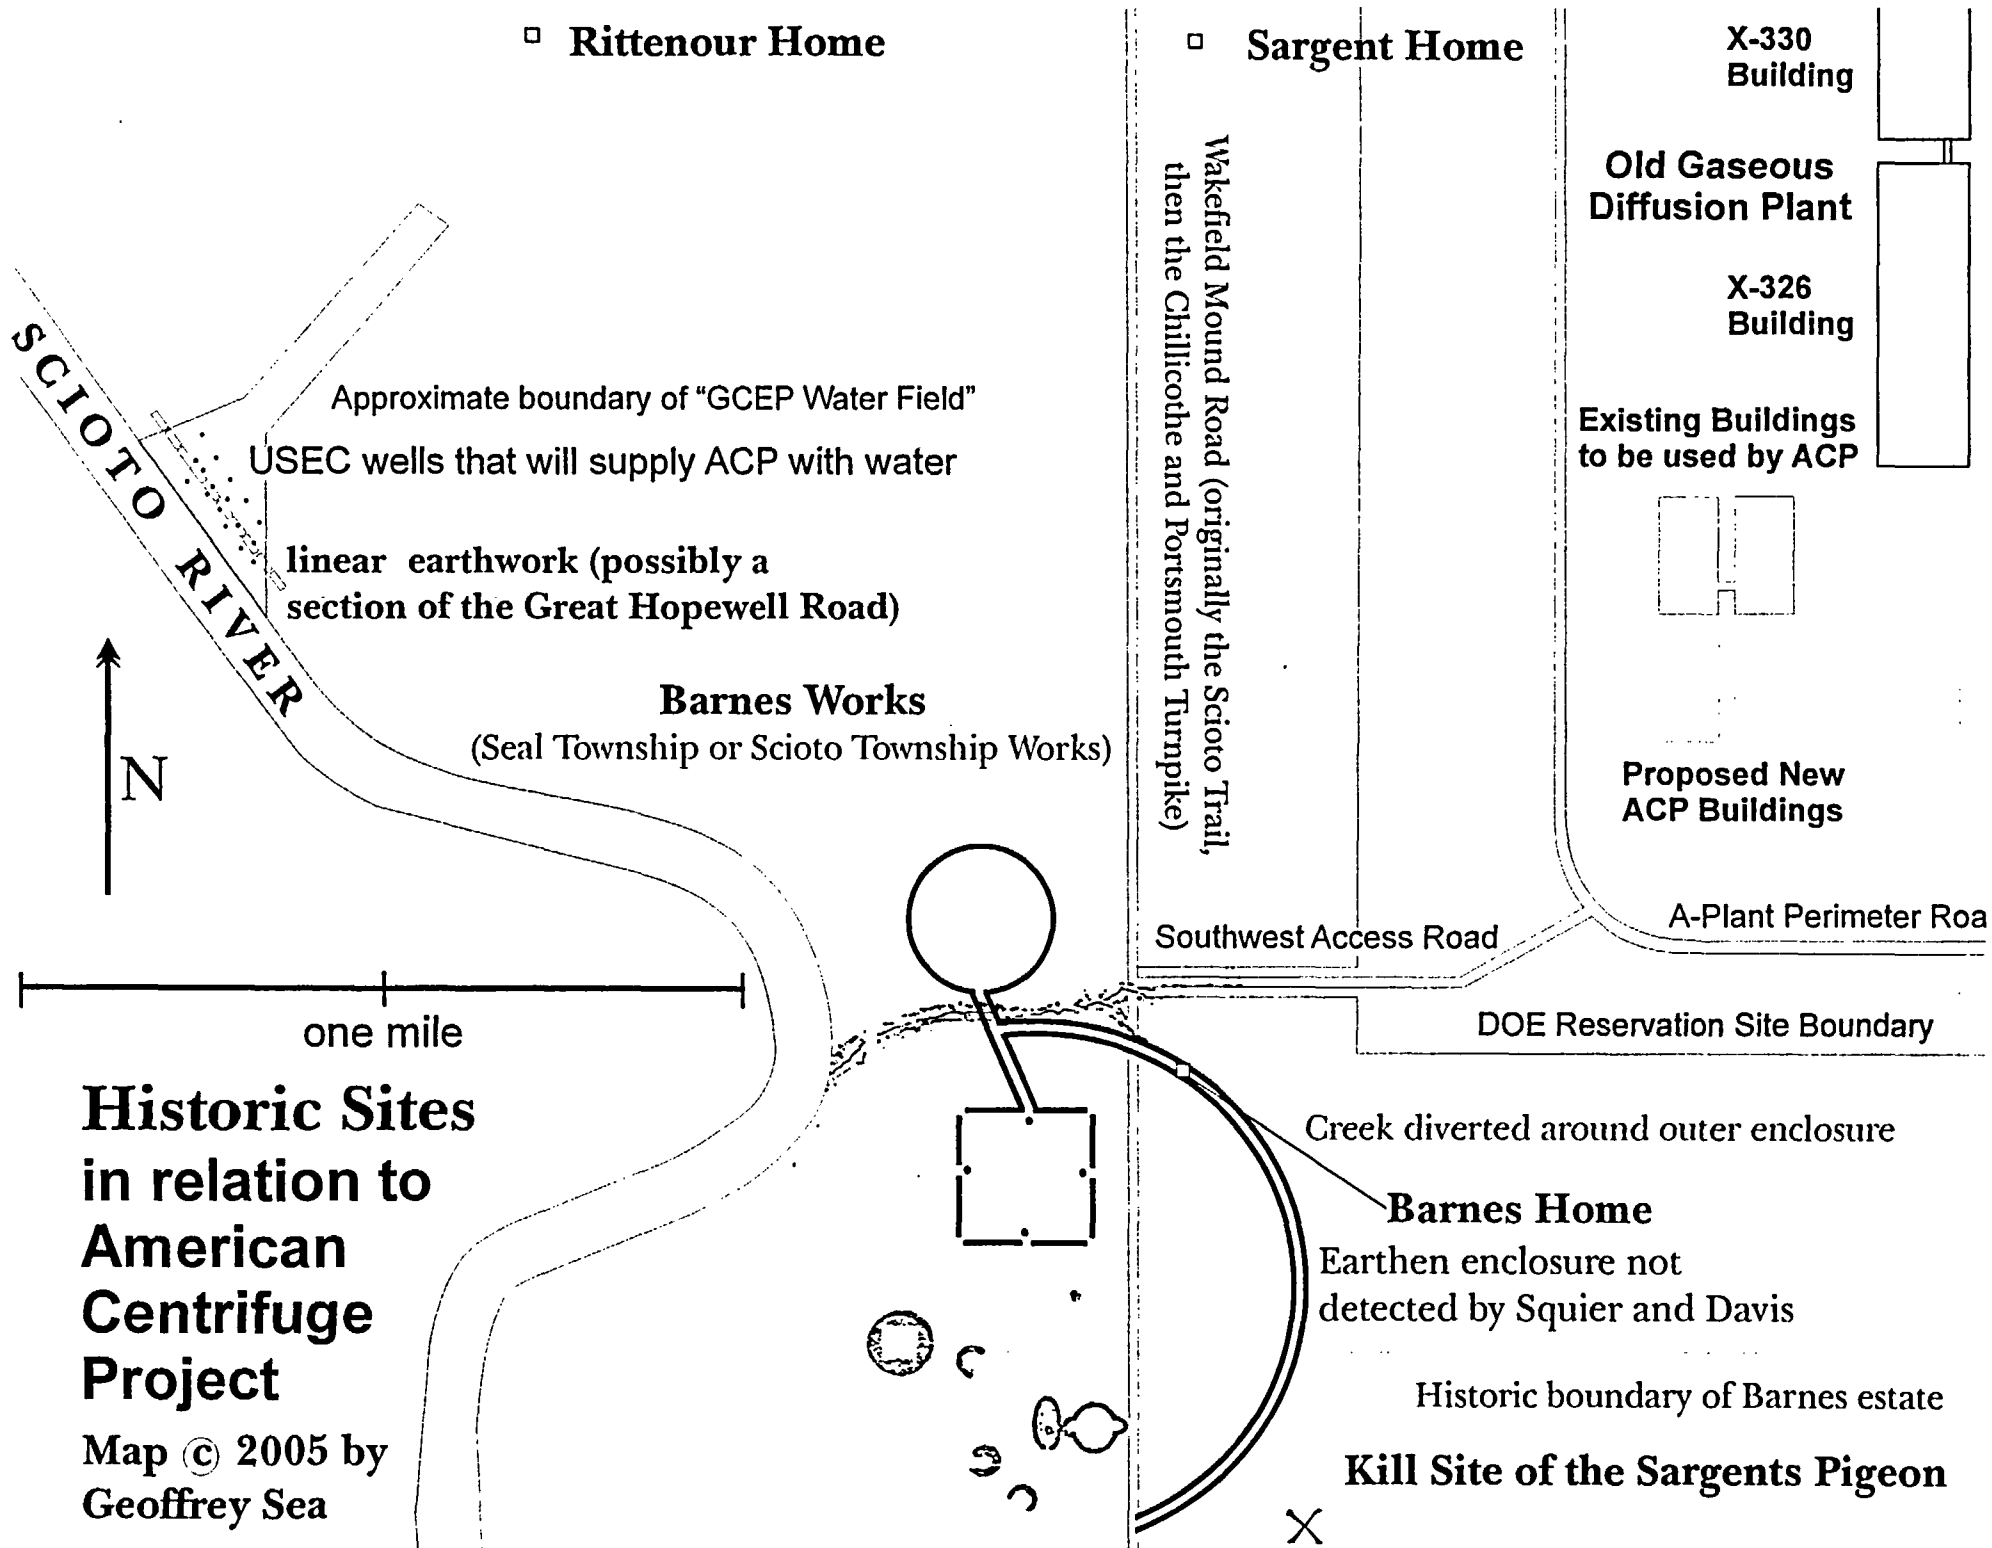 Rittenour Home
Sargent Home
X-330
Building
Old Gaseous
Diffusion Plant
X-326
Building
Existing Buildings
to be used by ACP
Wakefield Mound Road (originally the Scioto Trail,
then the Chillicothe and Portsmouth Turnpike)
SCIOTO RIVER
Approximate boundary of “GCEP Water Field”
USEC wells that will supply ACP with water
linear earthwork (possibly a
section of the Great Hopewell Road)
Barnes Works
(Seal Township or Scioto Township Works)
N
Proposed New
ACP Buildings
A-Plant Perimeter Roa
Southwest Access Road
one mile
DOE Reservation Site Boundary
Historic Sites
in relation to
American
Centrifuge
Project
Map © 2005 by
Geoffrey Sea
Creek diverted around outer enclosure
Barnes Home
Earthen enclosure not
detected by Squier and Davis
Historic boundary of Barnes estate
Kill Site of the Sargents Pigeon
X